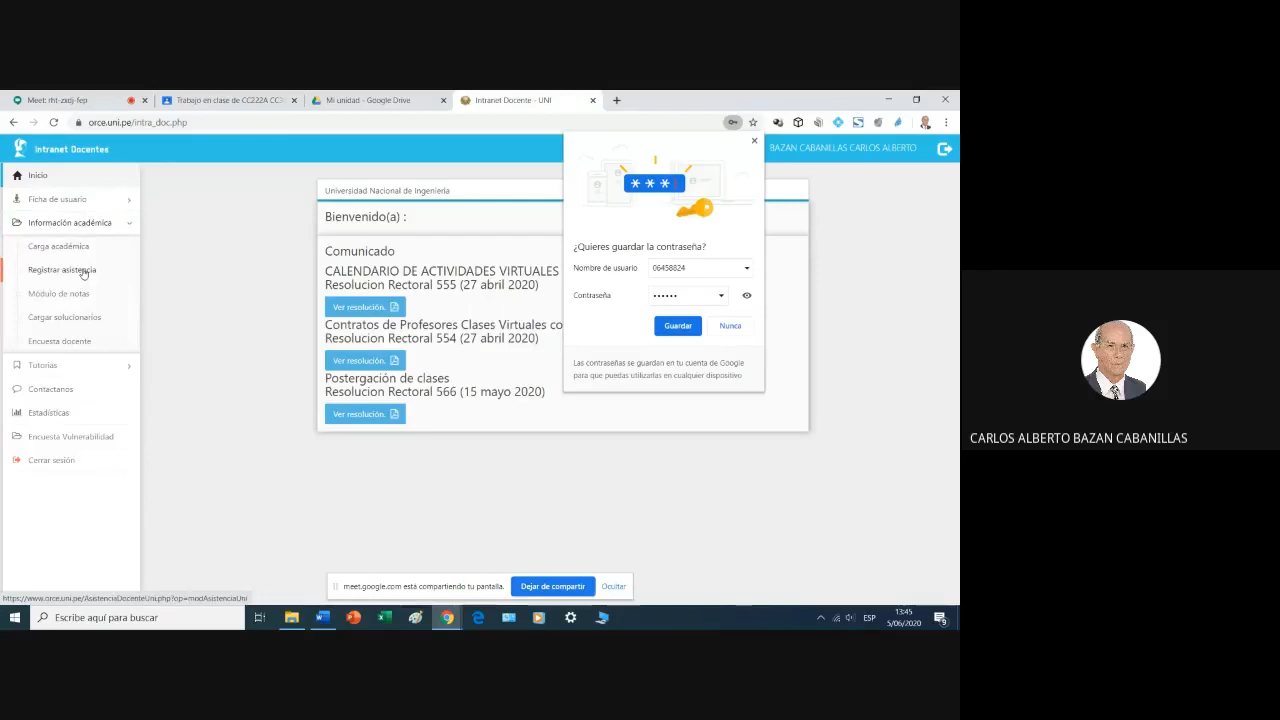 Meet: rht-zxdj-fep
Trabajo en clase de CC222A CC3
Mi unidad - Google Drive
Intranet Docente - UNI
orce.uni.pe/intra_doc.php
Intranet Docentes
BAZAN CABANILLAS CARLOS ALBERTO
Inicio
Ficha de usuario
Información académica
Carga académica
Registrar asistencia
Módulo de notas
Cargar solucionarios
Encuesta docente
Tutorias
Contactanos
Estadísticas
Encuesta Vulnerabilidad
Cerrar sesión
Universidad Nacional de Ingeniería
Bienvenido(a) :
Comunicado
CALENDARIO DE ACTIVIDADES VIRTUALES
Resolucion Rectoral 555 (27 abril 2020)
Ver resolución.
Contratos de Profesores Clases Virtuales co
Resolucion Rectoral 554 (27 abril 2020)
Ver resolución.
Postergación de clases
Resolucion Rectoral 566 (15 mayo 2020)
Ver resolución.
* * *
¿Quieres guardar la contraseña?
Nombre de usuario 06458824
Contraseña ••••••
Guardar Nunca
Las contraseñas se guardan en tu cuenta de Google
para que puedas utilizarlas en cualquier dispositivo
CARLOS ALBERTO BAZAN CABANILLAS
meet.google.com está compartiendo tu pantalla. Dejar de compartir Ocultar
https://www.orce.uni.pe/AsistenciaDocenteUni.php?op=modAsistenciaUni
Escribe aquí para buscar
ESP
13:45
5/06/2020